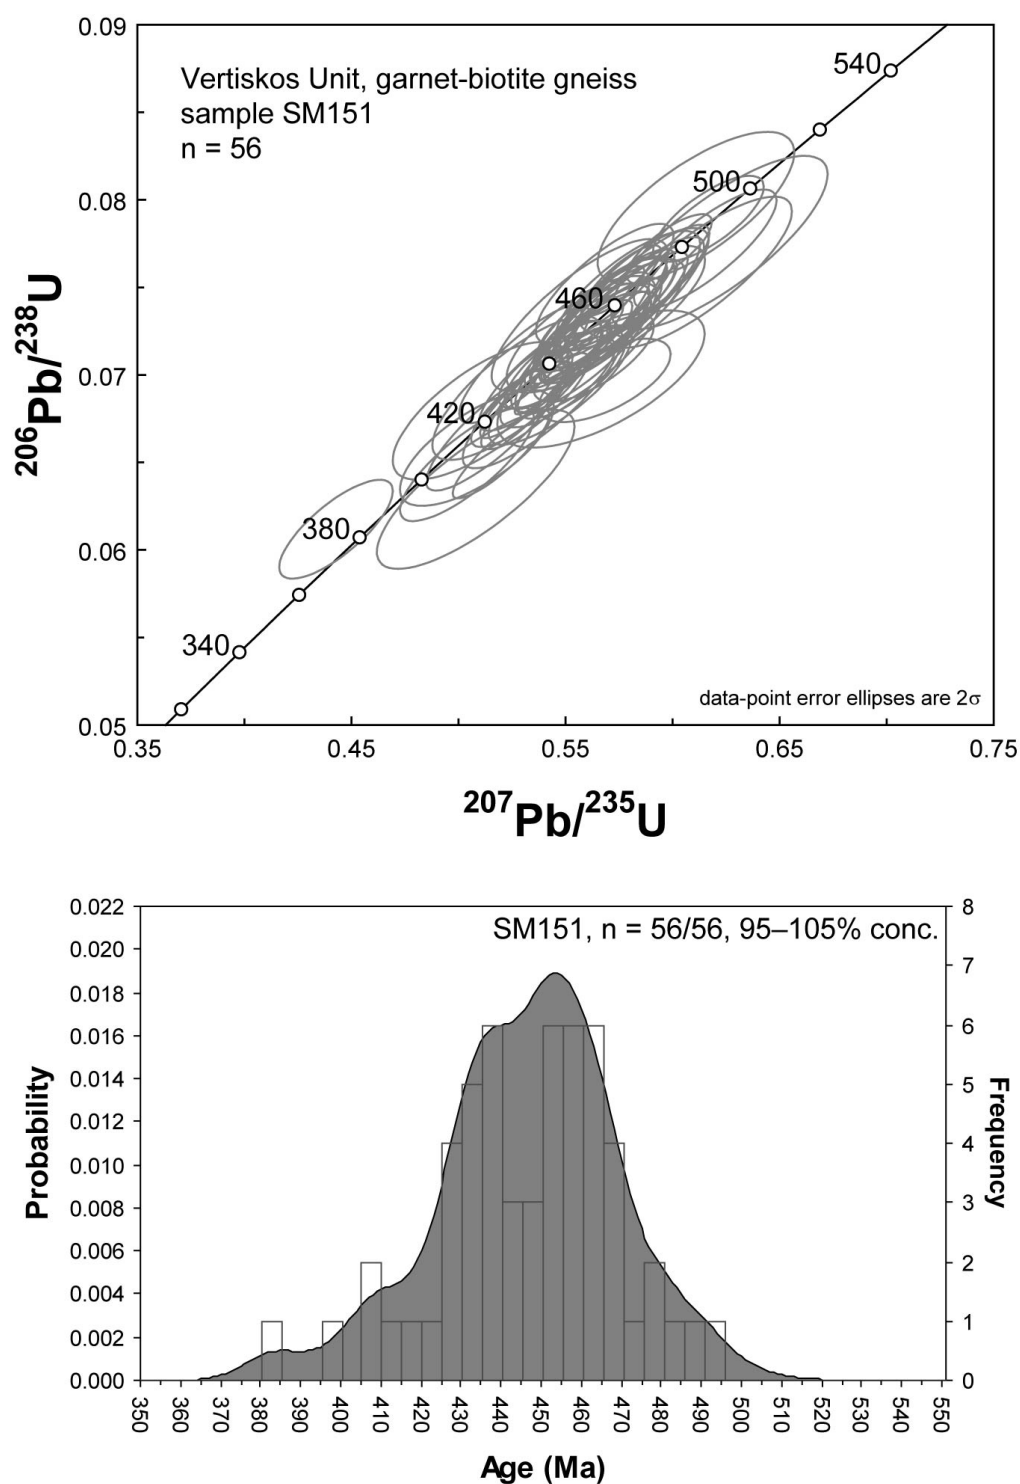 0.09
0.08
0.07
0.06
0.05
²⁰⁶Pb/²³⁸U
Vertiskos Unit, garnet-biotite gneiss
sample SM151
n = 56
540
500
460
420
380
340
data-point error ellipses are 2σ
0.35 0.45 0.55 0.65 0.75
²⁰⁷Pb/²³⁵U
SM151, n = 56/56, 95–105% conc.
0.022
0.020
0.018
0.016
0.014
0.012
0.010
0.008
0.006
0.004
0.002
0.000
Probability
8
7
6
5
4
3
2
1
0
Frequency
350 360 370 380 390 400 410 420 430 440 450 460 470 480 490 500 510 520 530 540 550
Age (Ma)